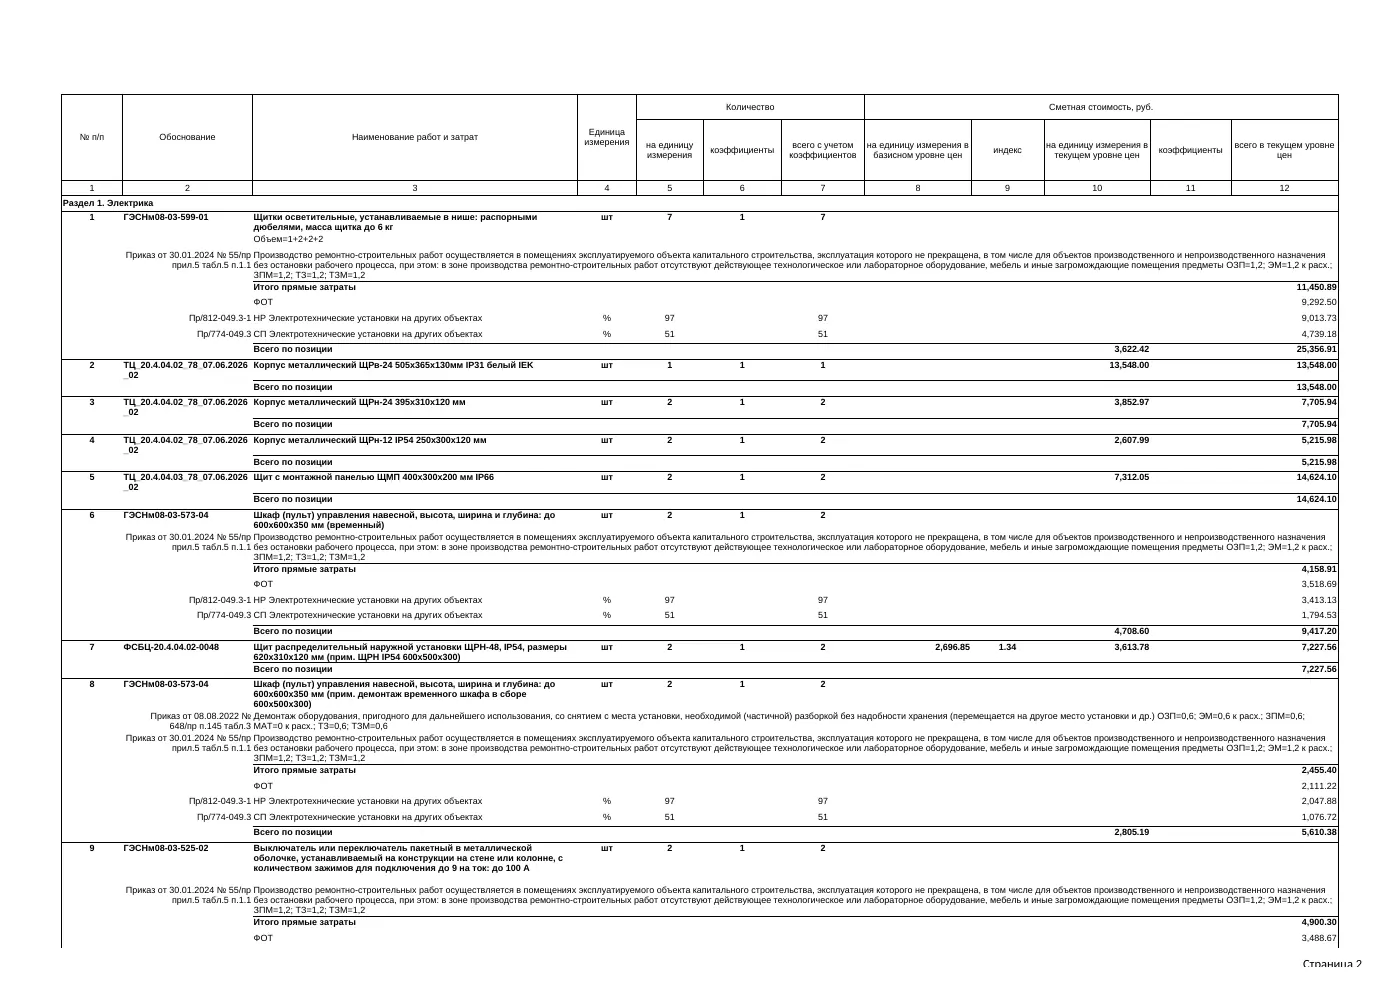 № п/п
Обоснование
Наименование работ и затрат
Единица измерения
Количество
Сметная стоимость, руб.
на единицу измерения
коэффициенты
всего с учетом коэффициентов
на единицу измерения в базисном уровне цен
индекс
на единицу измерения в текущем уровне цен
коэффициенты
всего в текущем уровне цен
1 2 3 4 5 6 7 8 9 10 11 12
Раздел 1. Электрика
1 ГЭСНм08-03-599-01 Щитки осветительные, устанавливаемые в нише: распорными шт 7 1 7
дюбелями, масса щитка до 6 кг
Объем=1+2+2+2
Приказ от 30.01.2024 № 55/пр Производство ремонтно-строительных работ осуществляется в помещениях эксплуатируемого объекта капитального строительства, эксплуатация которого не прекращена, в том числе для объектов производственного и непроизводственного назначения
прил.5 табл.5 п.1.1 без остановки рабочего процесса, при этом: в зоне производства ремонтно-строительных работ отсутствуют действующее технологическое или лабораторное оборудование, мебель и иные загромождающие помещения предметы ОЗП=1,2; ЭМ=1,2 к расх.;
ЗПМ=1,2; ТЗ=1,2; ТЗМ=1,2
Итого прямые затраты 11,450.89
ФОТ 9,292.50
Пр/812-049.3-1 НР Электротехнические установки на других объектах % 97 97 9,013.73
Пр/774-049.3 СП Электротехнические установки на других объектах % 51 51 4,739.18
Всего по позиции 3,622.42 25,356.91
2 ТЦ_20.4.04.02_78_07.06.2026 Корпус металлический ЩРв-24 505х365х130мм IP31 белый IEK шт 1 1 1 13,548.00 13,548.00
_02
Всего по позиции 13,548.00
3 ТЦ_20.4.04.02_78_07.06.2026 Корпус металлический ЩРн-24 395х310х120 мм шт 2 1 2 3,852.97 7,705.94
_02
Всего по позиции 7,705.94
4 ТЦ_20.4.04.02_78_07.06.2026 Корпус металлический ЩРн-12 IP54 250х300х120 мм шт 2 1 2 2,607.99 5,215.98
_02
Всего по позиции 5,215.98
5 ТЦ_20.4.04.03_78_07.06.2026 Щит с монтажной панелью ЩМП 400х300х200 мм IP66 шт 2 1 2 7,312.05 14,624.10
_02
Всего по позиции 14,624.10
6 ГЭСНм08-03-573-04 Шкаф (пульт) управления навесной, высота, ширина и глубина: до шт 2 1 2
600х600х350 мм (временный)
Приказ от 30.01.2024 № 55/пр Производство ремонтно-строительных работ осуществляется в помещениях эксплуатируемого объекта капитального строительства, эксплуатация которого не прекращена, в том числе для объектов производственного и непроизводственного назначения
прил.5 табл.5 п.1.1 без остановки рабочего процесса, при этом: в зоне производства ремонтно-строительных работ отсутствуют действующее технологическое или лабораторное оборудование, мебель и иные загромождающие помещения предметы ОЗП=1,2; ЭМ=1,2 к расх.;
ЗПМ=1,2; ТЗ=1,2; ТЗМ=1,2
Итого прямые затраты 4,158.91
ФОТ 3,518.69
Пр/812-049.3-1 НР Электротехнические установки на других объектах % 97 97 3,413.13
Пр/774-049.3 СП Электротехнические установки на других объектах % 51 51 1,794.53
Всего по позиции 4,708.60 9,417.20
7 ФСБЦ-20.4.04.02-0048 Щит распределительный наружной установки ЩРН-48, IP54, размеры шт 2 1 2 2,696.85 1.34 3,613.78 7,227.56
620х310х120 мм (прим. ЩРН IP54 600х500х300)
Всего по позиции 7,227.56
8 ГЭСНм08-03-573-04 Шкаф (пульт) управления навесной, высота, ширина и глубина: до шт 2 1 2
600х600х350 мм (прим. демонтаж временного шкафа в сборе
600х500х300)
Приказ от 08.08.2022 № Демонтаж оборудования, пригодного для дальнейшего использования, со снятием с места установки, необходимой (частичной) разборкой без надобности хранения (перемещается на другое место установки и др.) ОЗП=0,6; ЭМ=0,6 к расх.; ЗПМ=0,6;
648/пр п.145 табл.3 МАТ=0 к расх.; ТЗ=0,6; ТЗМ=0,6
Приказ от 30.01.2024 № 55/пр Производство ремонтно-строительных работ осуществляется в помещениях эксплуатируемого объекта капитального строительства, эксплуатация которого не прекращена, в том числе для объектов производственного и непроизводственного назначения
прил.5 табл.5 п.1.1 без остановки рабочего процесса, при этом: в зоне производства ремонтно-строительных работ отсутствуют действующее технологическое или лабораторное оборудование, мебель и иные загромождающие помещения предметы ОЗП=1,2; ЭМ=1,2 к расх.;
ЗПМ=1,2; ТЗ=1,2; ТЗМ=1,2
Итого прямые затраты 2,455.40
ФОТ 2,111.22
Пр/812-049.3-1 НР Электротехнические установки на других объектах % 97 97 2,047.88
Пр/774-049.3 СП Электротехнические установки на других объектах % 51 51 1,076.72
Всего по позиции 2,805.19 5,610.38
9 ГЭСНм08-03-525-02 Выключатель или переключатель пакетный в металлической шт 2 1 2
оболочке, устанавливаемый на конструкции на стене или колонне, с
количеством зажимов для подключения до 9 на ток: до 100 А
Приказ от 30.01.2024 № 55/пр Производство ремонтно-строительных работ осуществляется в помещениях эксплуатируемого объекта капитального строительства, эксплуатация которого не прекращена, в том числе для объектов производственного и непроизводственного назначения
прил.5 табл.5 п.1.1 без остановки рабочего процесса, при этом: в зоне производства ремонтно-строительных работ отсутствуют действующее технологическое или лабораторное оборудование, мебель и иные загромождающие помещения предметы ОЗП=1,2; ЭМ=1,2 к расх.;
ЗПМ=1,2; ТЗ=1,2; ТЗМ=1,2
Итого прямые затраты 4,900.30
ФОТ 3,488.67
Страница 2